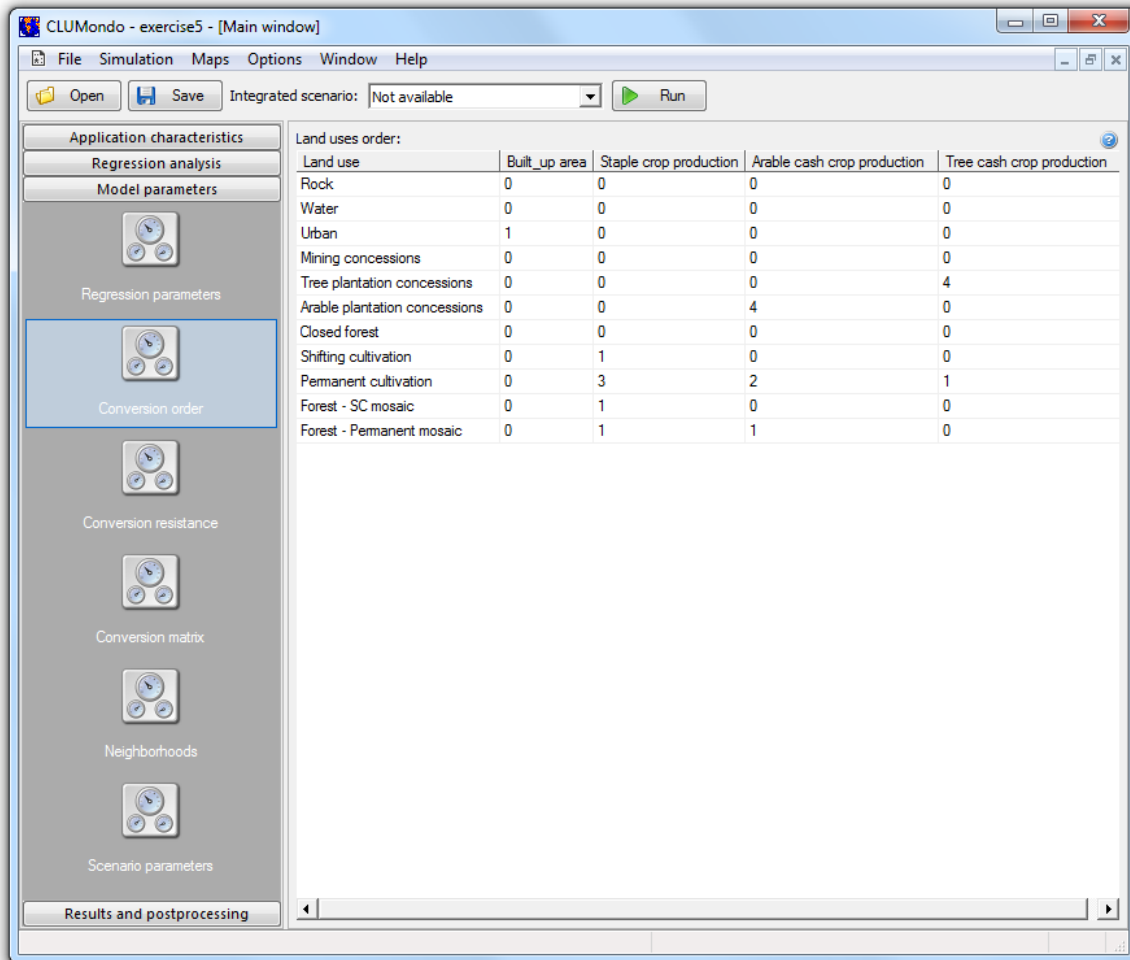 CLUMondo - exercise5 - [Main window]
File Simulation Maps Options Window Help
Open Save Integrated scenario: Not available Run
Application characteristics
Regression analysis
Model parameters
Regression parameters
Conversion order
Conversion resistance
Conversion matrix
Neighborhoods
Scenario parameters
Results and postprocessing
Land uses order:
Land use Built_up area Staple crop production Arable cash crop production Tree cash crop production
Rock 0 0 0 0
Water 0 0 0 0
Urban 1 0 0 0
Mining concessions 0 0 0 0
Tree plantation concessions 0 0 0 4
Arable plantation concessions 0 0 4 0
Closed forest 0 0 0 0
Shifting cultivation 0 1 0 0
Permanent cultivation 0 3 2 1
Forest - SC mosaic 0 1 0 0
Forest - Permanent mosaic 0 1 1 0